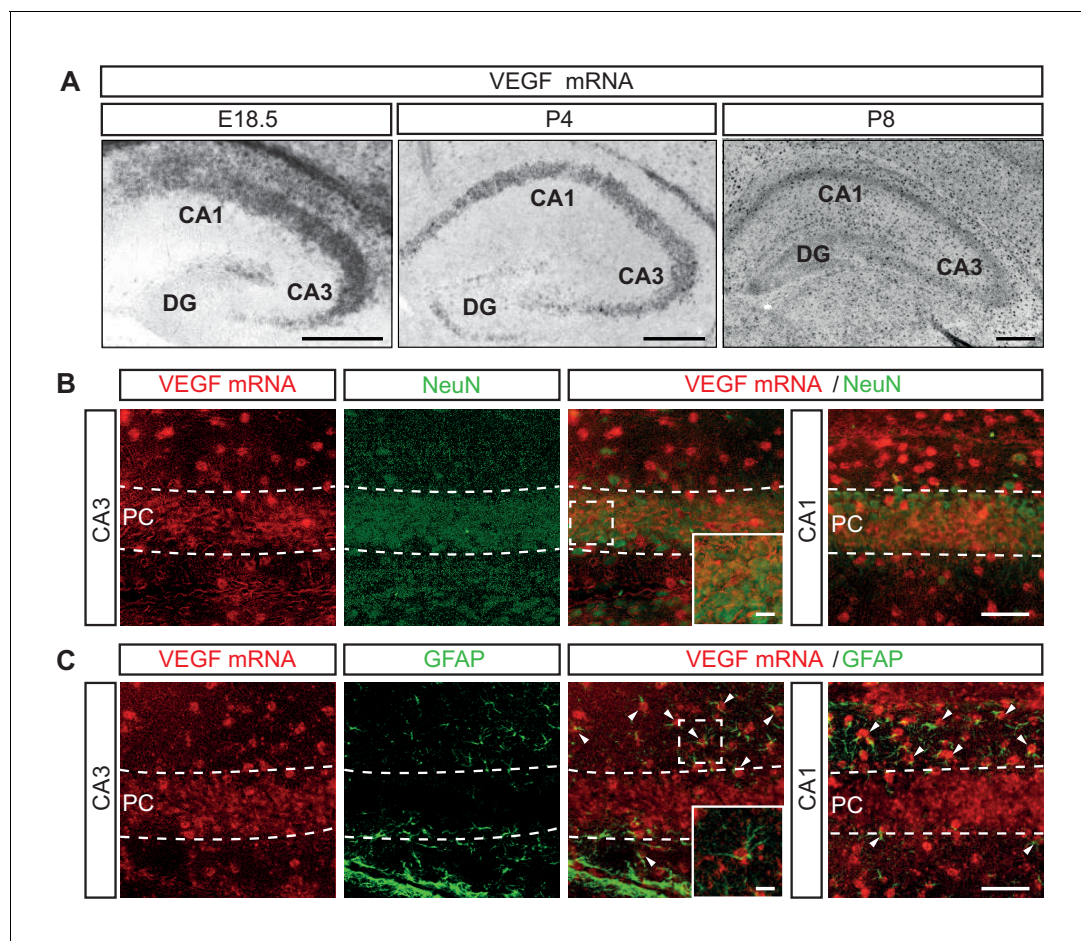 A
VEGF mRNA
E18.5 P4 P8
CA1 CA1 CA1
DG CA3 DG CA3 DG CA3
B
VEGF mRNA NeuN VEGF mRNA / NeuN
CA3 PC CA1 PC
C
VEGF mRNA GFAP VEGF mRNA / GFAP
CA3 PC CA1 PC